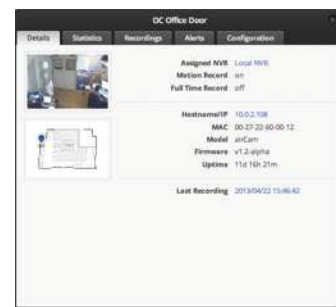 OC Office Door
Details Statistics Recordings Alerts Configuration
Assigned NVR Local NVR
Motion Record on
Full Time Record off
Hostname/IP 10.0.2.108
MAC 00-27-22-60-00-12
Model airCam
Firmware v1.2-alpha
Uptime 11d 16h 21m
Last Recording 2013/04/22 15:46:42